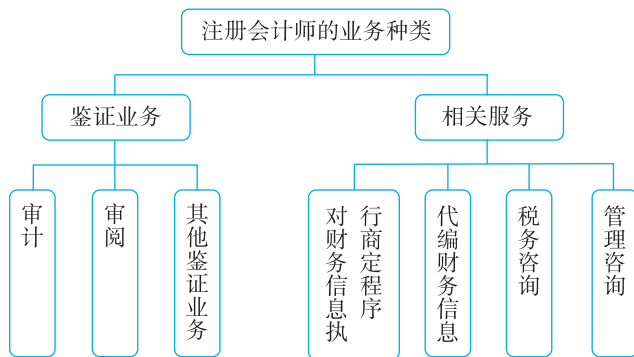 注册会计师的业务种类
鉴证业务
相关服务
审计
审阅
其他鉴证业务
对财务信息执
行商定程序
代编财务信息
税务咨询
管理咨询